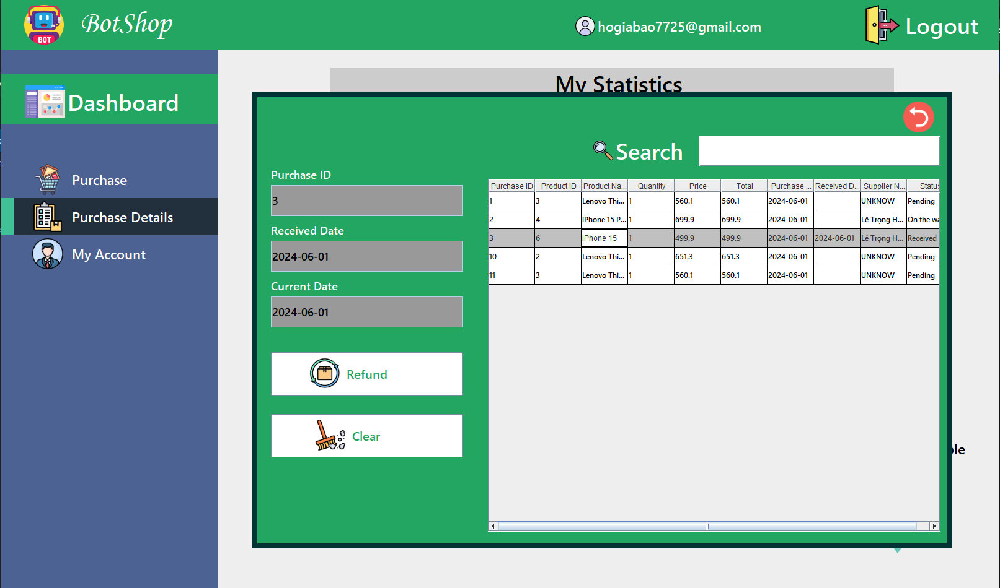 BOT
BotShop
hogiabao7725@gmail.com
Logout
Dashboard
Purchase
Purchase Details
My Account
My Statistics
Search
Purchase ID
3
Received Date
2024-06-01
Current Date
2024-06-01
Refund
Clear
Purchase ID Product ID Product Na... Quantity Price Total Purchase ... Received D... Supplier N... Status
1 3 Lenovo Thi... 1 560.1 560.1 2024-06-01 UNKNOW Pending
2 4 iPhone 15 P... 1 699.9 699.9 2024-06-01 Lê Trọng H... On the wa
3 6 iPhone 15 1 499.9 499.9 2024-06-01 2024-06-01 Lê Trọng H... Received
10 2 Lenovo Thi... 1 651.3 651.3 2024-06-01 UNKNOW Pending
11 3 Lenovo Thi... 1 560.1 560.1 2024-06-01 UNKNOW Pending